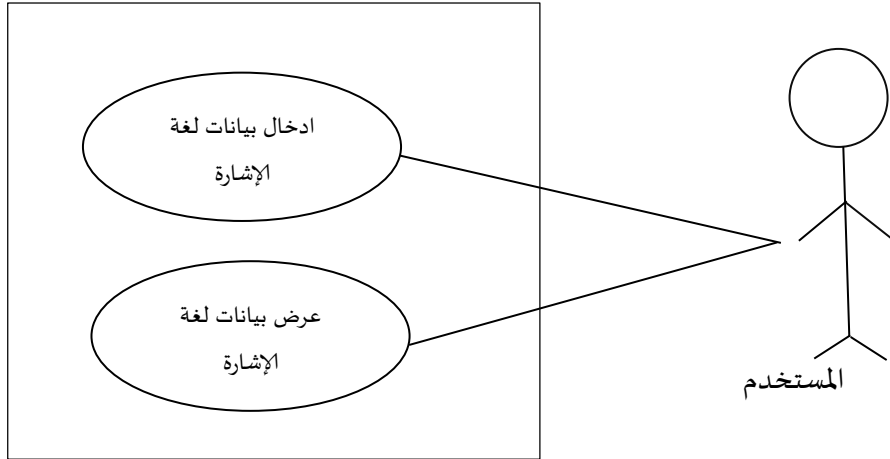 ادخال بيانات لغة
الإشارة
عرض بيانات لغة
الإشارة
المستخدم